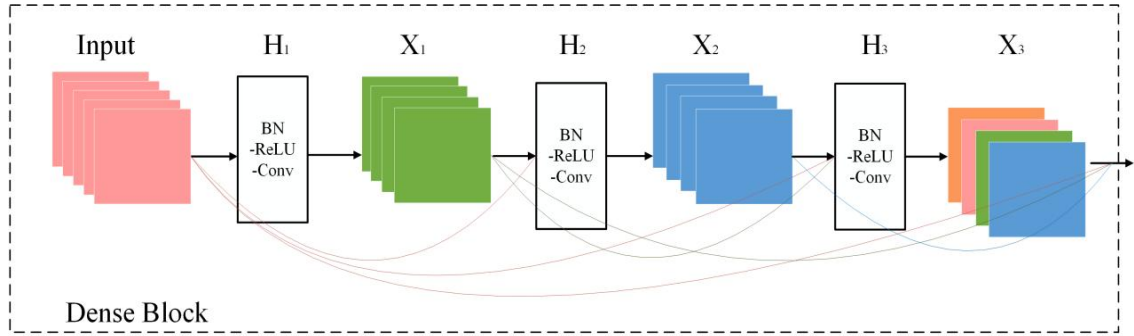 Input H₁ X₁ H₂ X₂ H₃ X₃
BN
-ReLU
-Conv
BN
-ReLU
-Conv
BN
-ReLU
-Conv
Dense Block